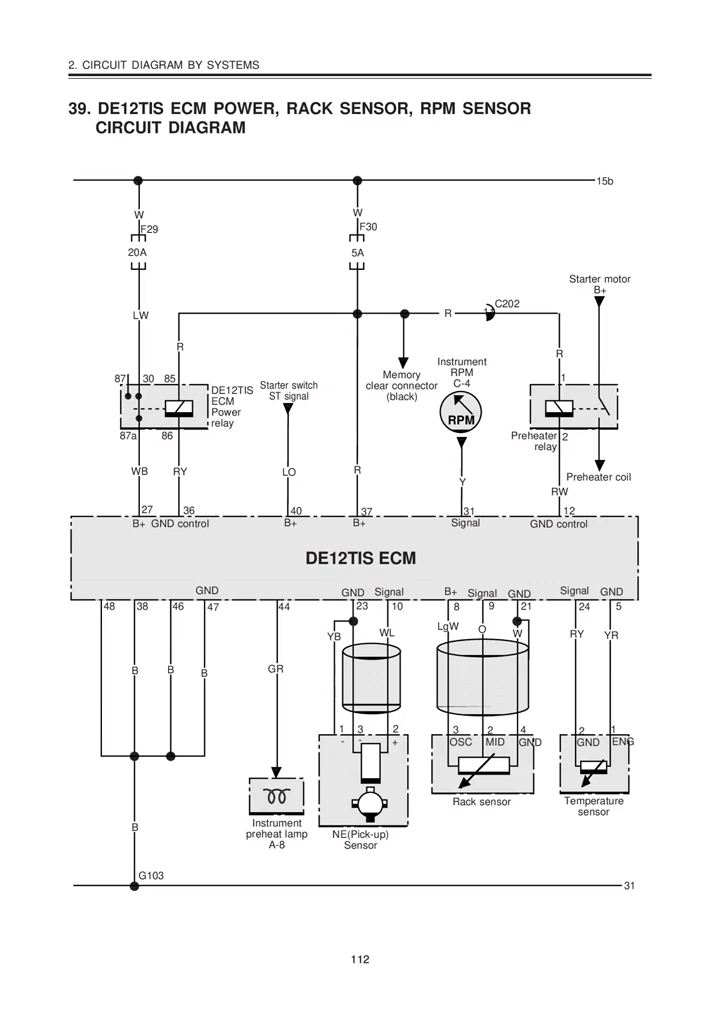 2. CIRCUIT DIAGRAM BY SYSTEMS
39. DE12TIS ECM POWER, RACK SENSOR, RPM SENSOR
CIRCUIT DIAGRAM
15b
W
W
F29
F30
20A
5A
Starter motor
B+
C202
11
LW
R
R
R
Instrument
RPM
C-4
Memory
clear connector
(black)
87
30
85
DE12TIS
ECM
Power
relay
Starter switch
ST signal
1
RPM
87a
86
Preheater
relay
2
WB
RY
LO
R
Y
Preheater coil
RW
27
36
40
37
31
12
B+
GND control
B+
B+
Signal
GND control
DE12TIS ECM
GND
GND
Signal
B+
Signal
GND
Signal
GND
48
38
46
47
44
23
10
8
9
21
24
5
YB
WL
LgW
O
W
RY
YR
B
B
B
GR
1
3
2
3
2
4
2
1
-
-
+
OSC
MID
GND
GND
ENG
Rack sensor
Temperature
sensor
Instrument
preheat lamp
A-8
NE(Pick-up)
Sensor
B
G103
31
112